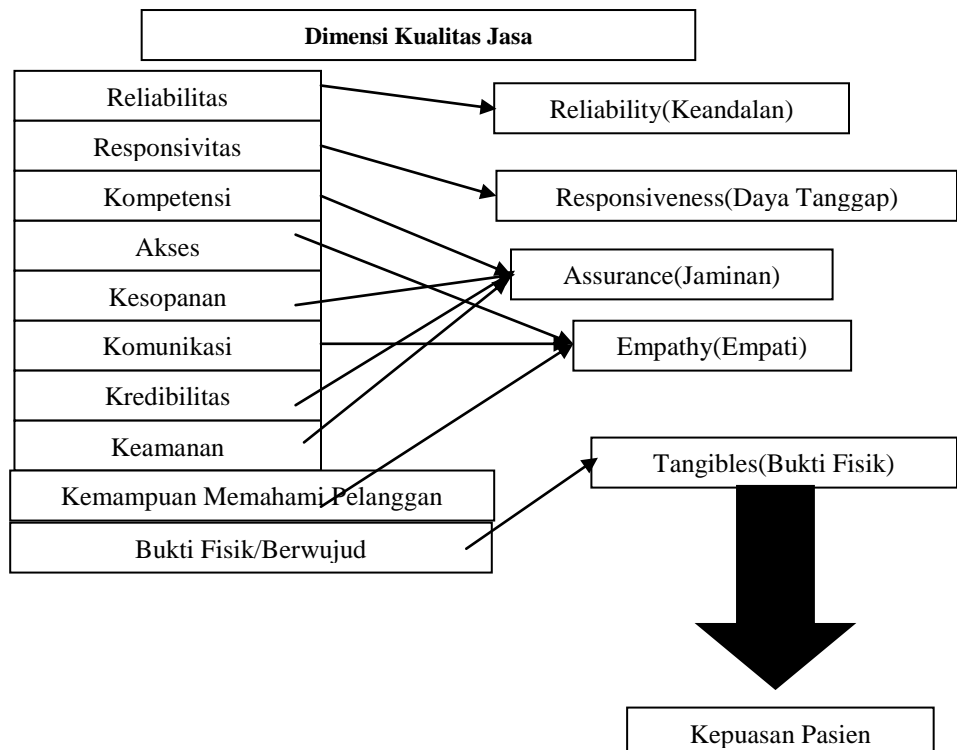 Dimensi Kualitas Jasa
Reliabilitas
Responsivitas
Kompetensi
Akses
Kesopanan
Komunikasi
Kredibilitas
Keamanan
Kemampuan Memahami Pelanggan
Bukti Fisik/Berwujud
Reliability(Keandalan)
Responsiveness(Daya Tanggap)
Assurance(Jaminan)
Empathy(Empati)
Tangibles(Bukti Fisik)
Kepuasan Pasien